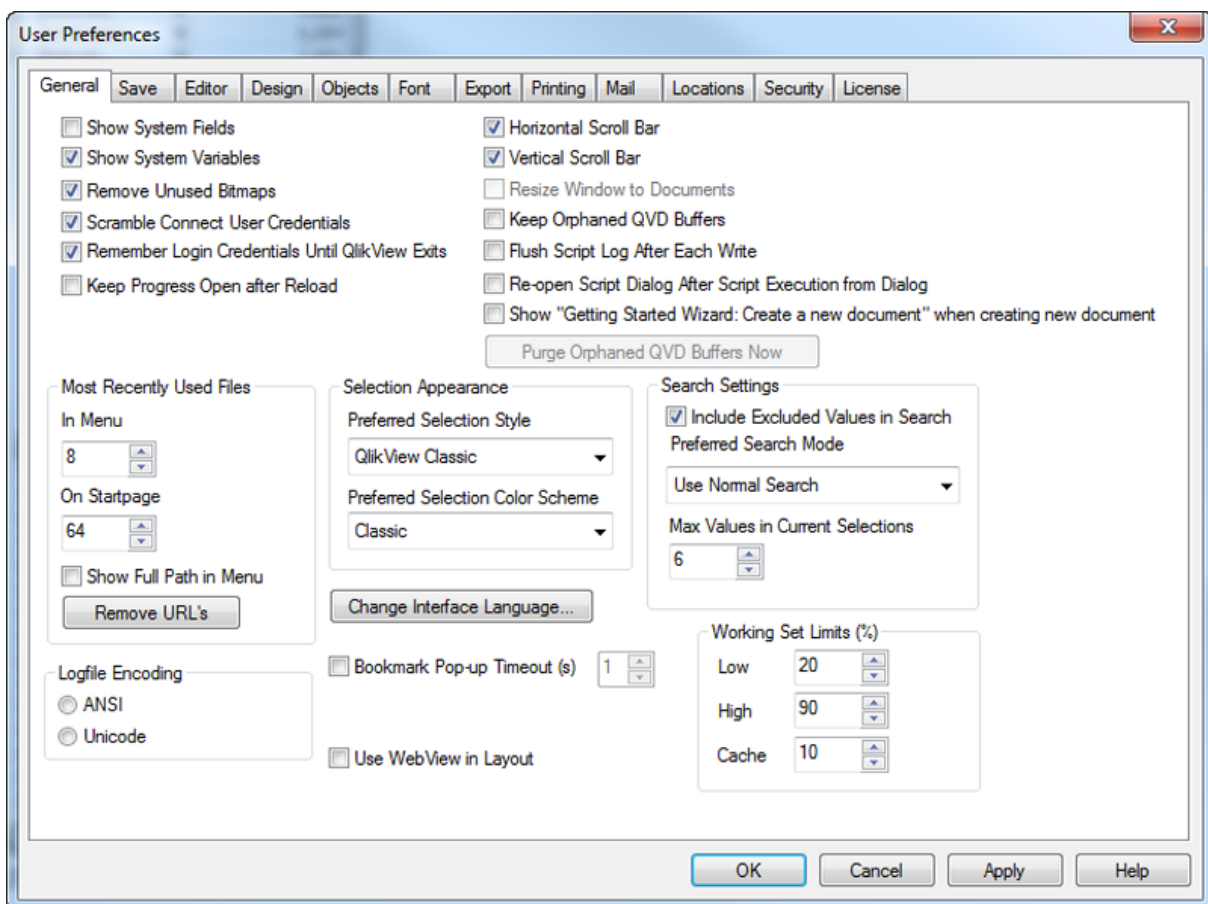 User Preferences
General Save Editor Design Objects Font Export Printing Mail Locations Security License
Show System Fields
Show System Variables
Remove Unused Bitmaps
Scramble Connect User Credentials
Remember Login Credentials Until QlikView Exits
Keep Progress Open after Reload
Horizontal Scroll Bar
Vertical Scroll Bar
Resize Window to Documents
Keep Orphaned QVD Buffers
Flush Script Log After Each Write
Re-open Script Dialog After Script Execution from Dialog
Show "Getting Started Wizard: Create a new document" when creating new document
Purge Orphaned QVD Buffers Now
Most Recently Used Files
In Menu
8
On Startpage
64
Show Full Path in Menu
Remove URL's
Selection Appearance
Preferred Selection Style
QlikView Classic
Preferred Selection Color Scheme
Classic
Search Settings
Include Excluded Values in Search
Preferred Search Mode
Use Normal Search
Max Values in Current Selections
6
Change Interface Language...
Logfile Encoding
ANSI
Unicode
Bookmark Pop-up Timeout (s) 1
Use WebView in Layout
Working Set Limits (%)
Low 20
High 90
Cache 10
OK Cancel Apply Help